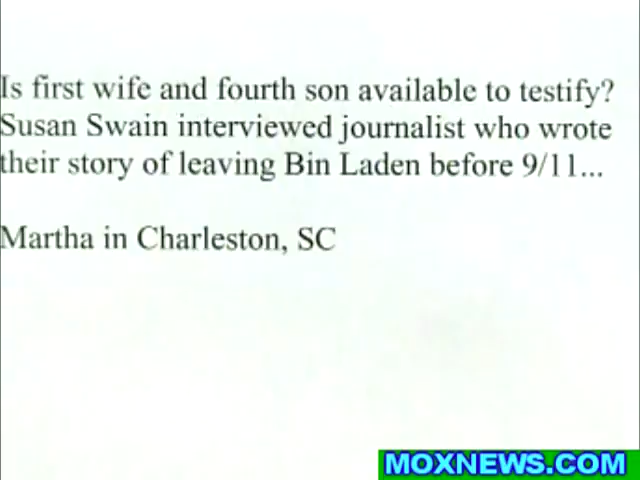 Is first wife and fourth son available to testify?
Susan Swain interviewed journalist who wrote
their story of leaving Bin Laden before 9/11...
Martha in Charleston, SC
MOXNEWS.COM